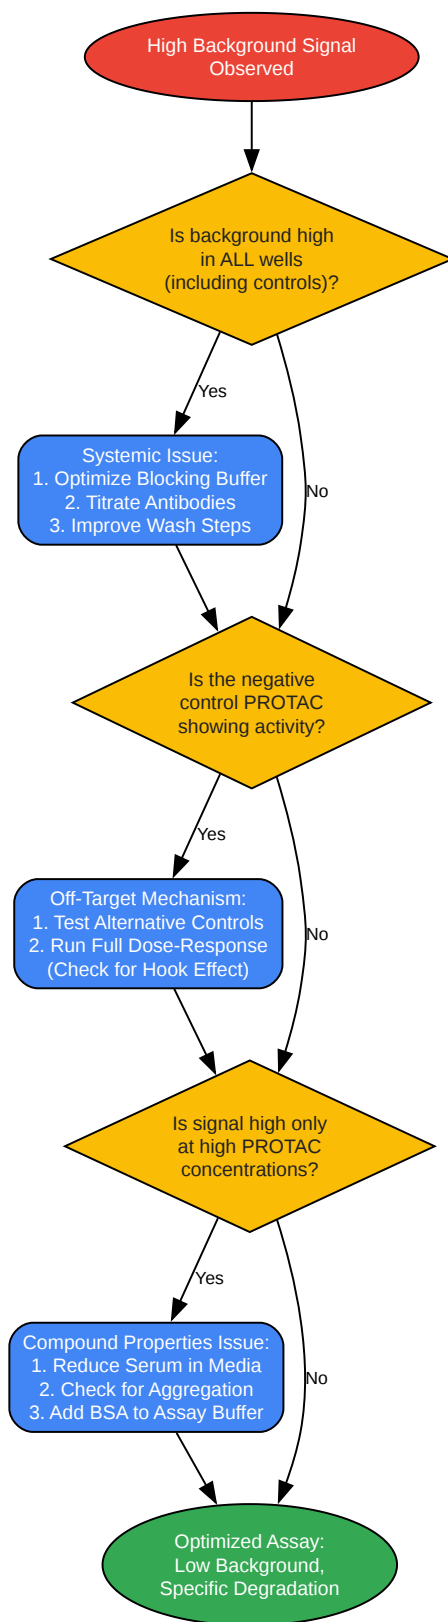 High Background Signal
Observed
Is background high
in ALL wells
(including controls)?
Yes
No
Systemic Issue:
1. Optimize Blocking Buffer
2. Titrate Antibodies
3. Improve Wash Steps
Is the negative
control PROTAC
showing activity?
Yes
No
Off-Target Mechanism:
1. Test Alternative Controls
2. Run Full Dose-Response
(Check for Hook Effect)
Is signal high only
at high PROTAC
concentrations?
Yes
No
Compound Properties Issue:
1. Reduce Serum in Media
2. Check for Aggregation
3. Add BSA to Assay Buffer
Optimized Assay:
Low Background,
Specific Degradation